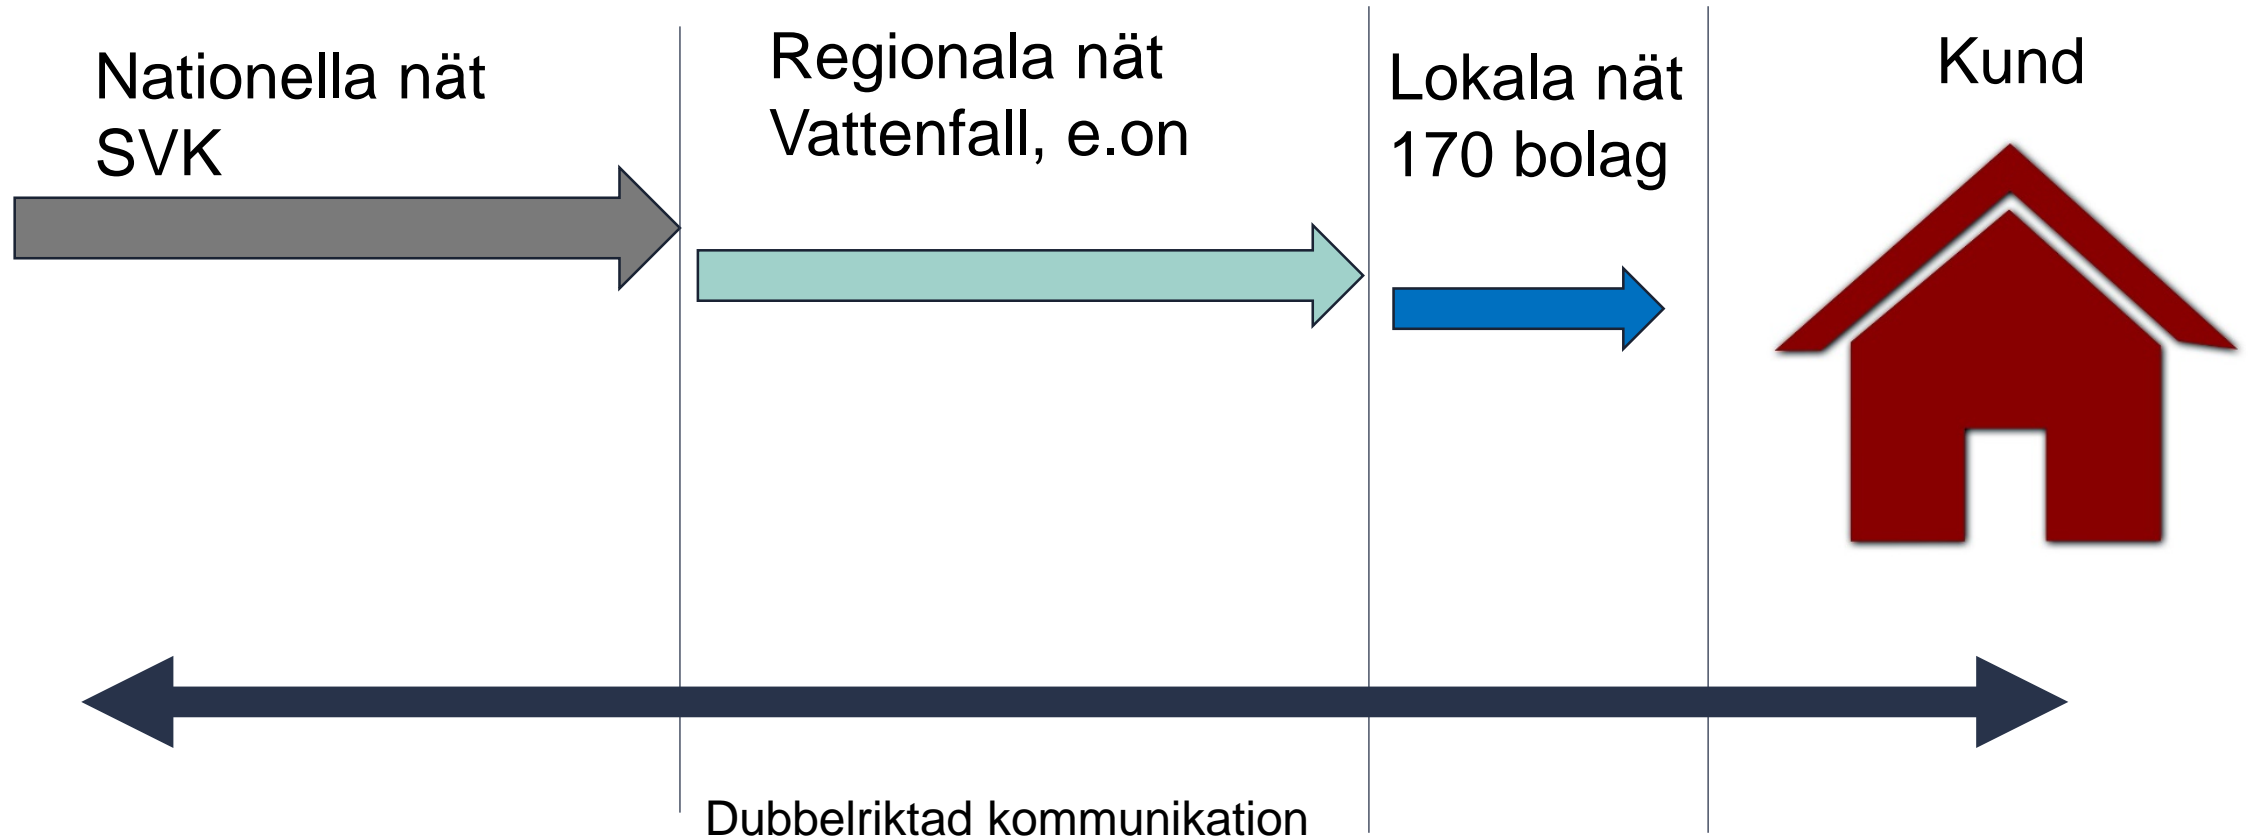 Nationella nät
SVK
Regionala nät
Vattenfall, e.on
Lokala nät
170 bolag
Kund
Dubbelriktad kommunikation